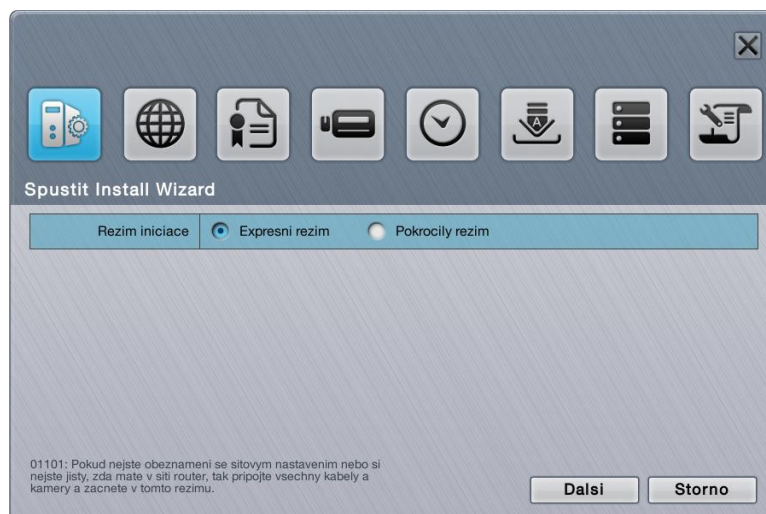 Spustit Install Wizard
Rezim iniciace Expresni rezim Pokrocily rezim
01101: Pokud nejste obeznameni se sitovym nastavenim nebo si
nejste jisty, zda mate v siti router, tak pripojte vsechny kabely a
kamery a zacnete v tomto rezimu.
Dalsi Storno